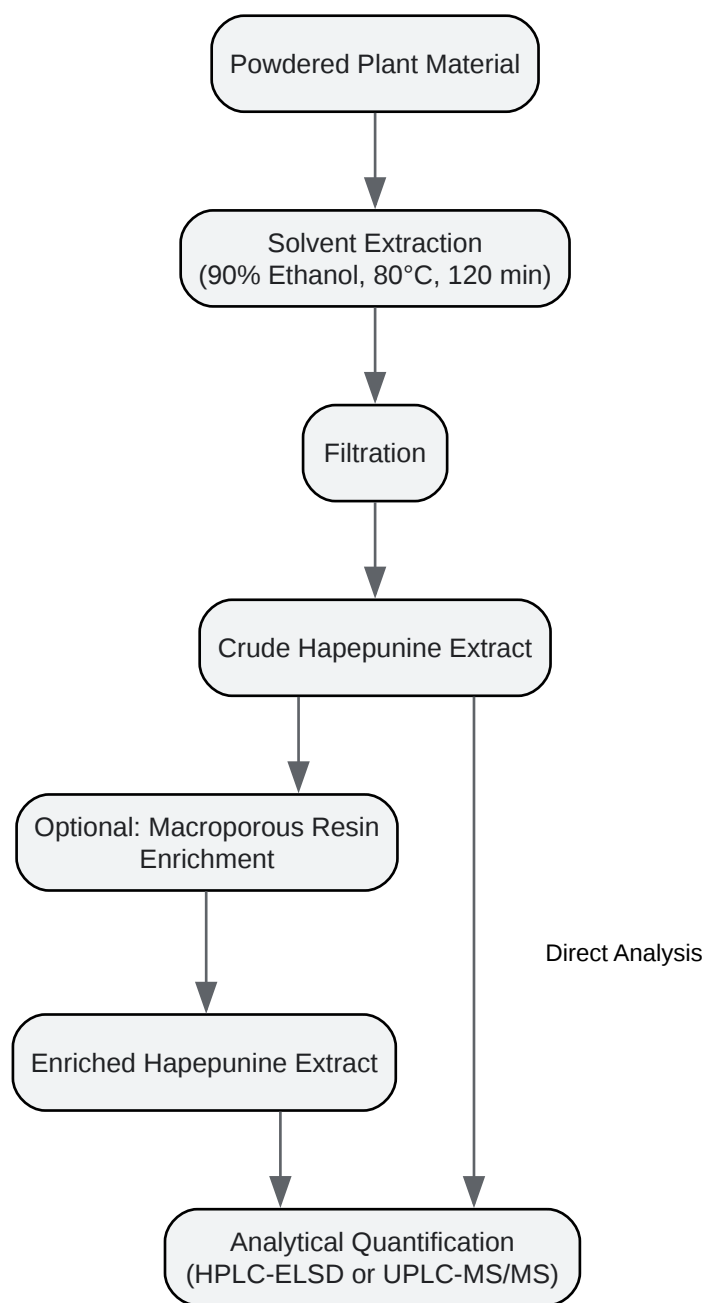 Powdered Plant Material
Solvent Extraction
(90% Ethanol, 80°C, 120 min)
Filtration
Crude Hapepunine Extract
Optional: Macroporous Resin
Enrichment
Direct Analysis
Enriched Hapepunine Extract
Analytical Quantification
(HPLC-ELSD or UPLC-MS/MS)